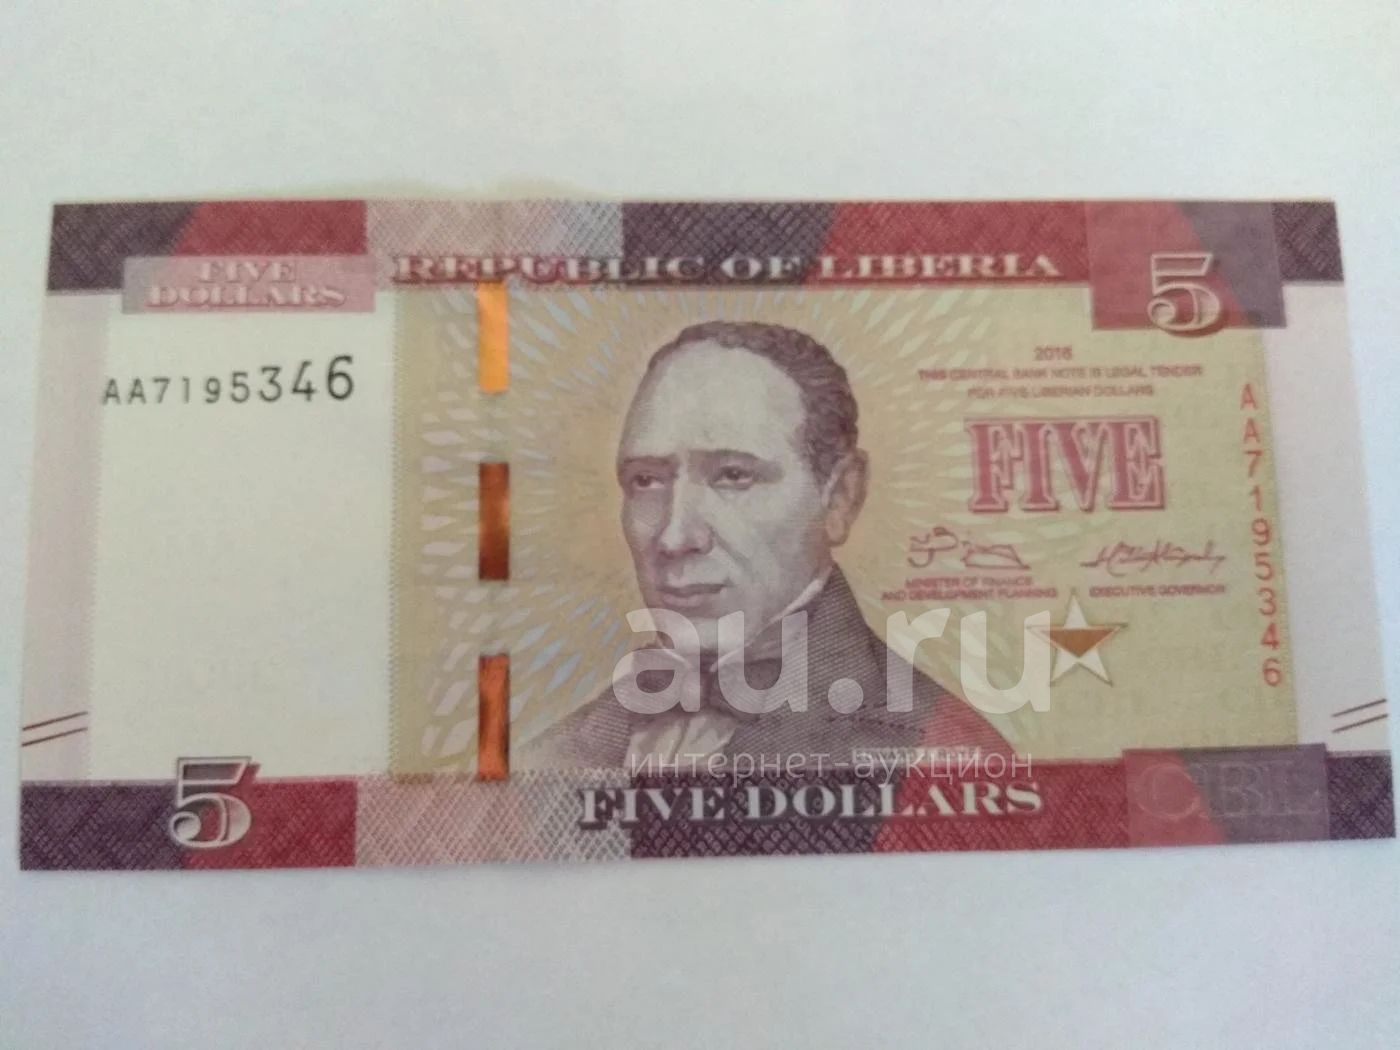 FIVE
DOLLARS
REPUBLIC OF LIBERIA
5
AA7195346
2016
THIS CENTRAL BANK NOTE IS LEGAL TENDER
FOR FIVE LIBERIAN DOLLARS
FIVE
AA7195346
MINISTER OF FINANCE
AND DEVELOPMENT PLANNING
EXECUTIVE GOVERNOR
au.ru
интернет-аукцион
5
FIVE DOLLARS
CBL